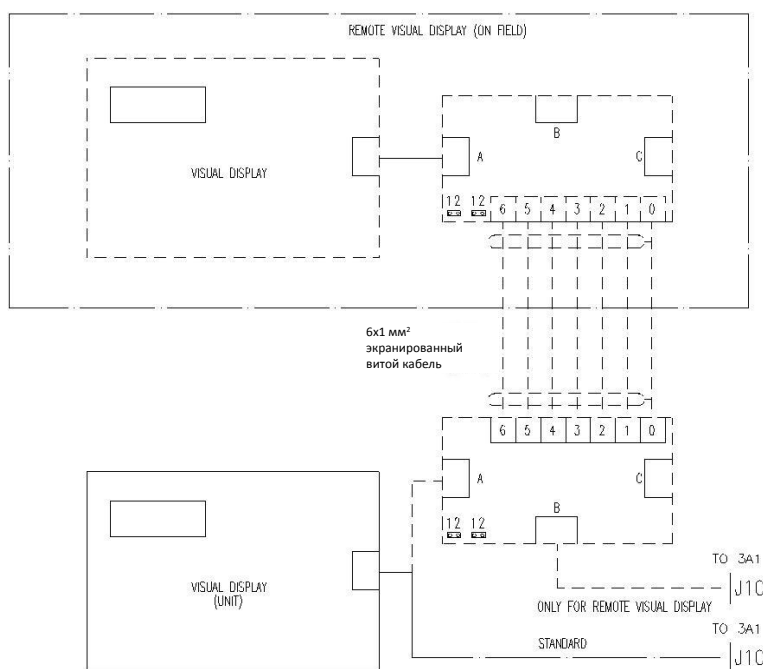 REMOTE VISUAL DISPLAY (ON FIELD)
VISUAL DISPLAY
A
B
C
12 12 6 5 4 3 2 1 0
6x1 мм²
экранированный
витой кабель
6 5 4 3 2 1 0
A
B
C
12 12
VISUAL DISPLAY
(UNIT)
TO 3A1
J10
ONLY FOR REMOTE VISUAL DISPLAY
TO 3A1
STANDARD
J10